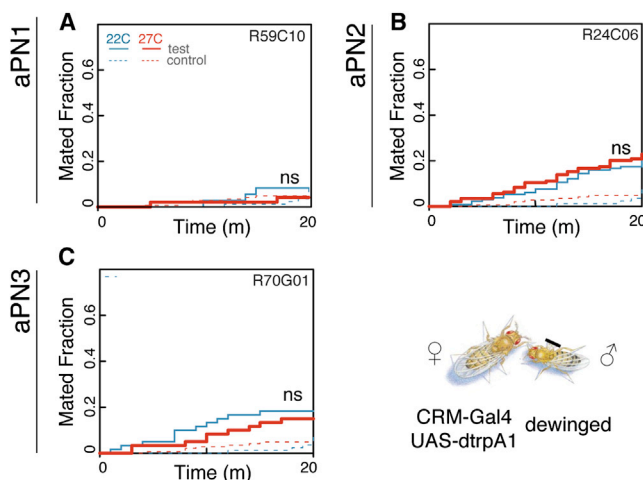 aPN1
A
R59C10
22C 27C
test
control
Mated Fraction
0 0.2 0.4 0.6
ns
0 20
Time (m)
aPN2
B
R24C06
Mated Fraction
0 0.2 0.4 0.6
ns
0 20
Time (m)
aPN3
C
R70G01
Mated Fraction
0 0.2 0.4 0.6
ns
0 20
Time (m)
♀ ♂
CRM-Gal4
UAS-dtrpA1
dewinged